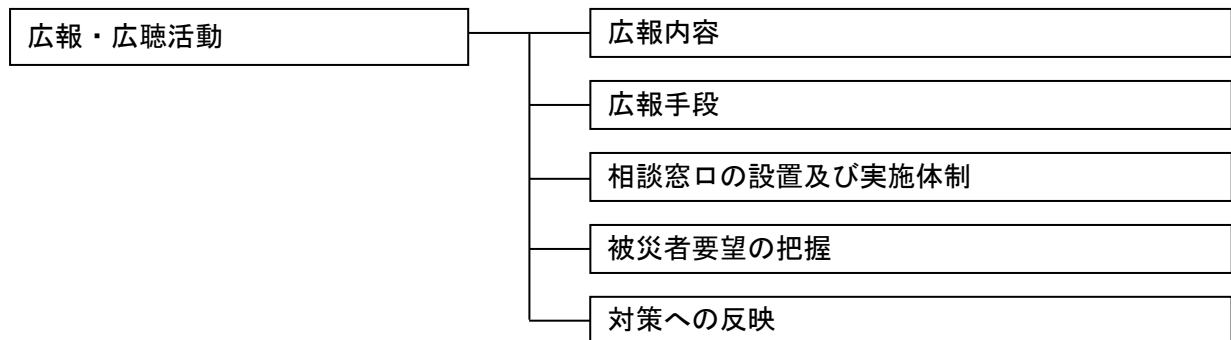 広報・広聴活動
広報内容
広報手段
相談窓口の設置及び実施体制
被災者要望の把握
対策への反映